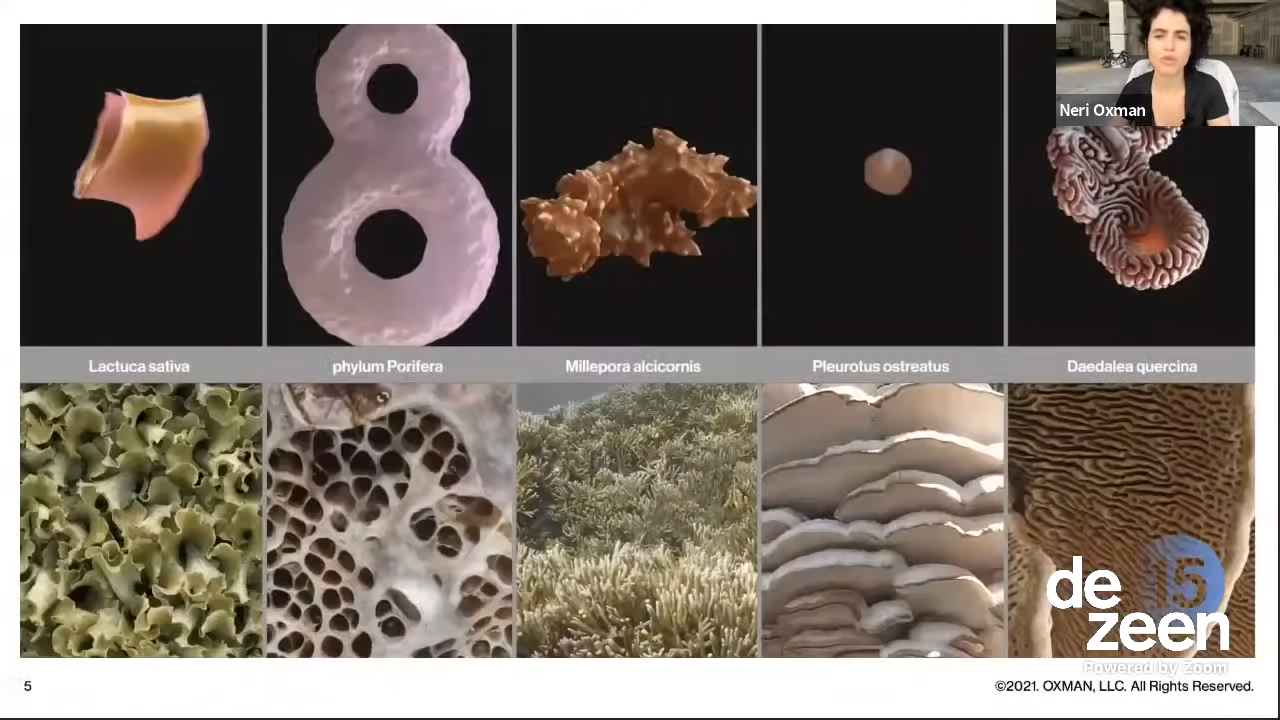 Neri Oxman
Lactuca sativa
phylum Porifera
Millepora alcicornis
Pleurotus ostreatus
Daedalea quercina
de 15
zeen
Powered by Zoom
5
©2021. OXMAN, LLC. All Rights Reserved.